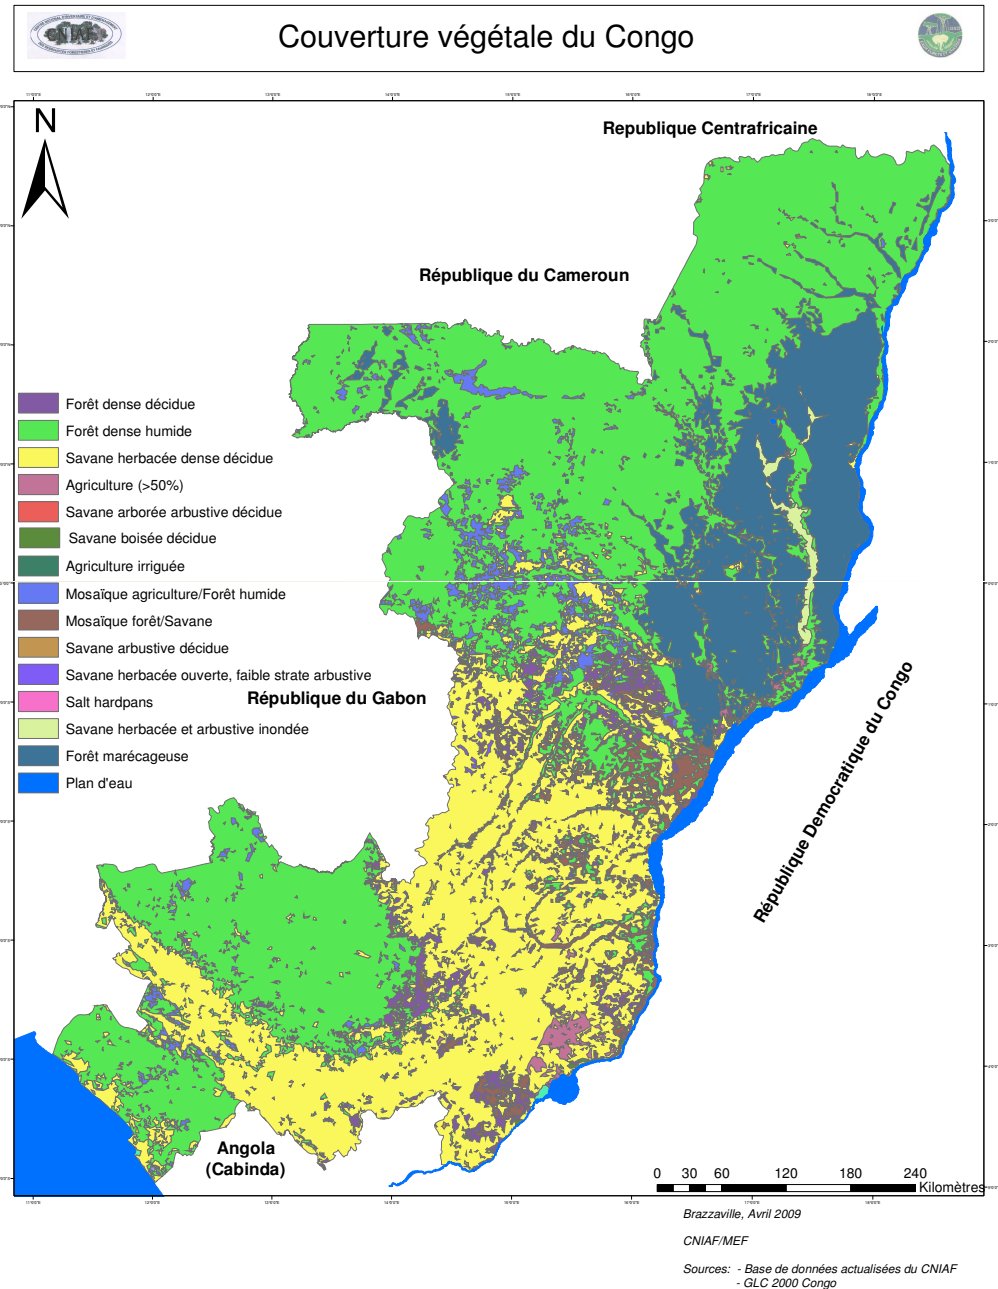 CNIAF
Couverture végétale du Congo
N
Republique Centrafricaine
République du Cameroun
Forêt dense décidue
Forêt dense humide
Savane herbacée dense décidue
Agriculture (>50%)
Savane arborée arbustive décidue
Savane boisée décidue
Agriculture irriguée
Mosaïque agriculture/Forêt humide
Mosaïque forêt/Savane
Savane arbustive décidue
Savane herbacée ouverte, faible strate arbustive
Salt hardpans
Savane herbacée et arbustive inondée
Forêt marécageuse
Plan d'eau
République du Gabon
République Democratique du Congo
Angola
(Cabinda)
0 30 60 120 180 240
Kilomètres
Brazzaville, Avril 2009
CNIAF/MEF
Sources: - Base de données actualisées du CNIAF
- GLC 2000 Congo